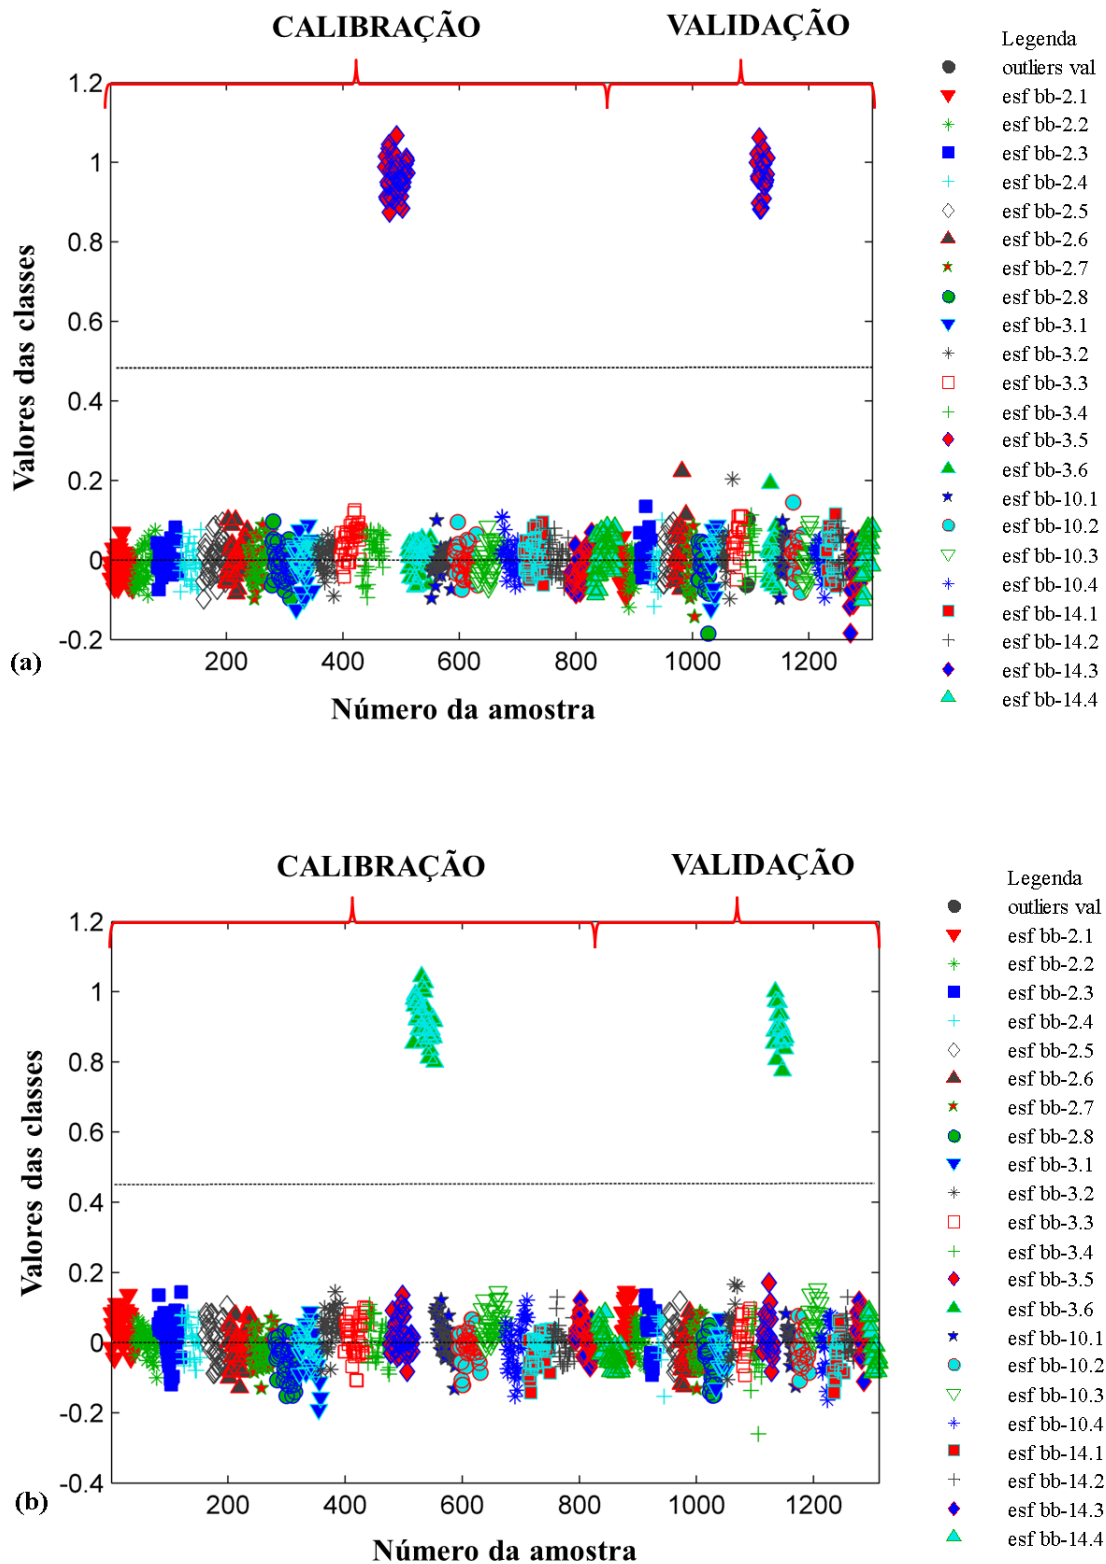 CALIBRAÇÃO
VALIDAÇÃO
1.2
1
0.8
0.6
0.4
0.2
0
-0.2
Valores das classes
200
400
600
800
1000
1200
(a)
Número da amostra
Legenda
outliers val
esf bb-2.1
esf bb-2.2
esf bb-2.3
esf bb-2.4
esf bb-2.5
esf bb-2.6
esf bb-2.7
esf bb-2.8
esf bb-3.1
esf bb-3.2
esf bb-3.3
esf bb-3.4
esf bb-3.5
esf bb-3.6
esf bb-10.1
esf bb-10.2
esf bb-10.3
esf bb-10.4
esf bb-14.1
esf bb-14.2
esf bb-14.3
esf bb-14.4
CALIBRAÇÃO
VALIDAÇÃO
1.2
1
0.8
0.6
0.4
0.2
0
-0.2
-0.4
Valores das classes
200
400
600
800
1000
1200
(b)
Número da amostra
Legenda
outliers val
esf bb-2.1
esf bb-2.2
esf bb-2.3
esf bb-2.4
esf bb-2.5
esf bb-2.6
esf bb-2.7
esf bb-2.8
esf bb-3.1
esf bb-3.2
esf bb-3.3
esf bb-3.4
esf bb-3.5
esf bb-3.6
esf bb-10.1
esf bb-10.2
esf bb-10.3
esf bb-10.4
esf bb-14.1
esf bb-14.2
esf bb-14.3
esf bb-14.4